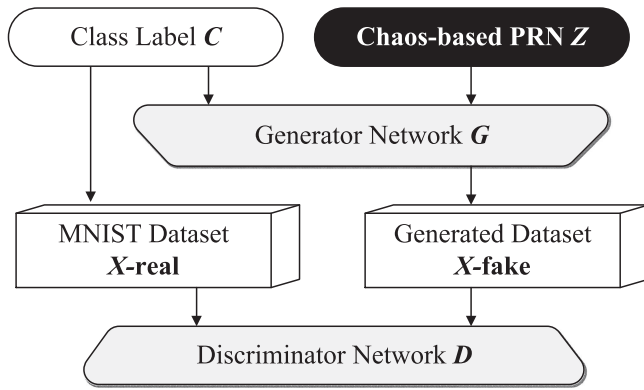 Class Label C
Chaos-based PRN Z
Generator Network G
MNIST Dataset
X-real
Generated Dataset
X-fake
Discriminator Network D